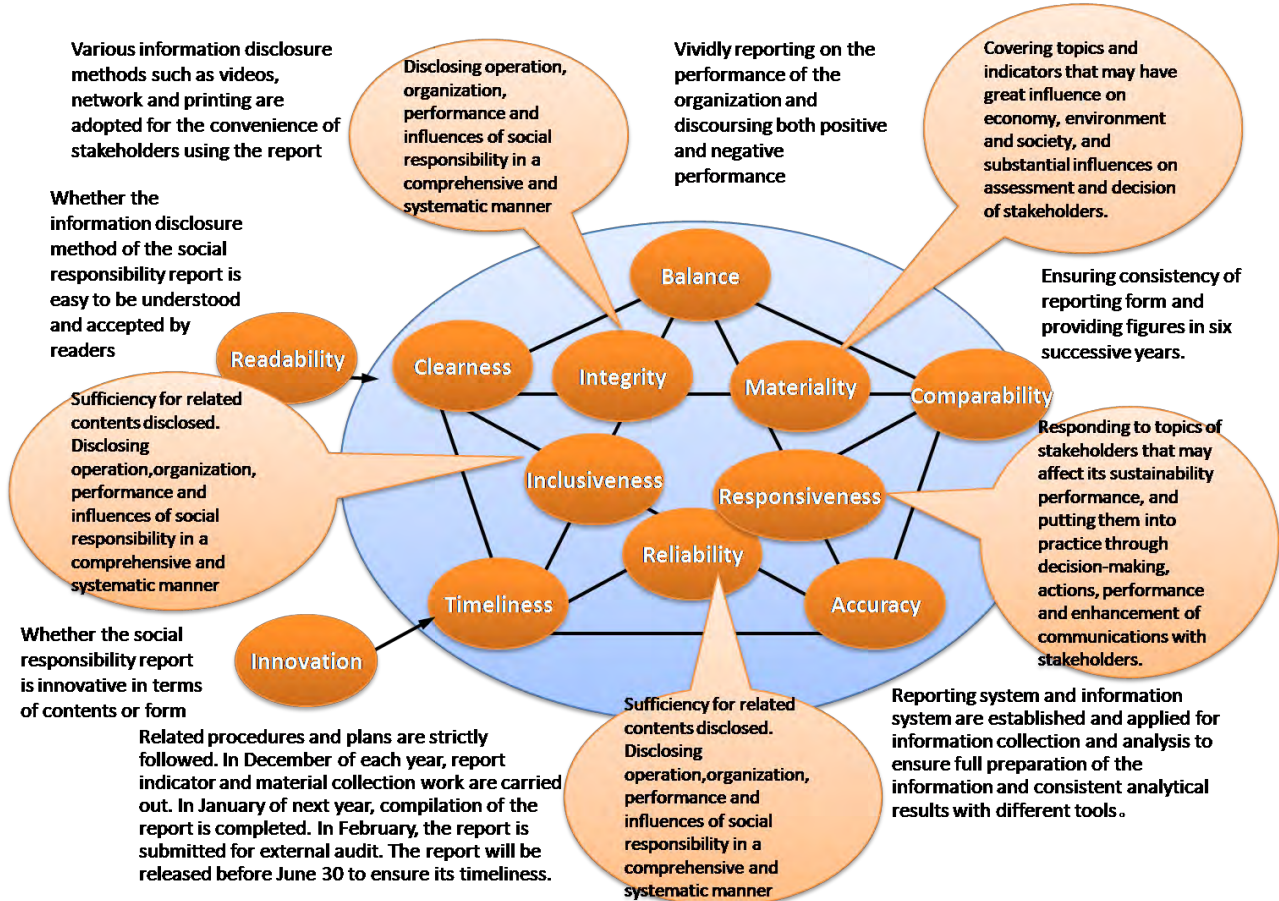 Various information disclosure
methods such as videos,
network and printing are
adopted for the convenience of
stakeholders using the report
Disclosing operation,
organization,
performance and
influences of social
responsibility in a
comprehensive and
systematic manner
Vividly reporting on the
performance of the
organization and
discoursing both positive
and negative
performance
Covering topics and
indicators that may have
great influence on
economy, environment
and society, and
substantial influences on
assessment and decision
of stakeholders.
Whether the
information disclosure
method of the social
responsibility report is
easy to be understood
and accepted by
readers
Balance
Ensuring consistency of
reporting form and
providing figures in six
successive years.
Readability
Clearness
Integrity
Materiality
Comparability
Sufficiency for related
contents disclosed.
Disclosing
operation,organization,
performance and
influences of social
responsibility in a
comprehensive and
systematic manner
Inclusiveness
Responsiveness
Responding to topics of
stakeholders that may
affect its sustainability
performance, and
putting them into
practice through
decision-making,
actions, performance
and enhancement of
communications with
stakeholders.
Reliability
Timeliness
Accuracy
Innovation
Whether the social
responsibility report
is innovative in terms
of contents or form
Related procedures and plans are strictly
followed. In December of each year, report
indicator and material collection work are carried
out. In January of next year, compilation of the
report is completed. In February, the report is
submitted for external audit. The report will be
released before June 30 to ensure its timeliness.
Sufficiency for related
contents disclosed.
Disclosing
operation,organization,
performance and
influences of social
responsibility in a
comprehensive and
systematic manner
Reporting system and information
system are established and applied for
information collection and analysis to
ensure full preparation of the
information and consistent analytical
results with different tools。